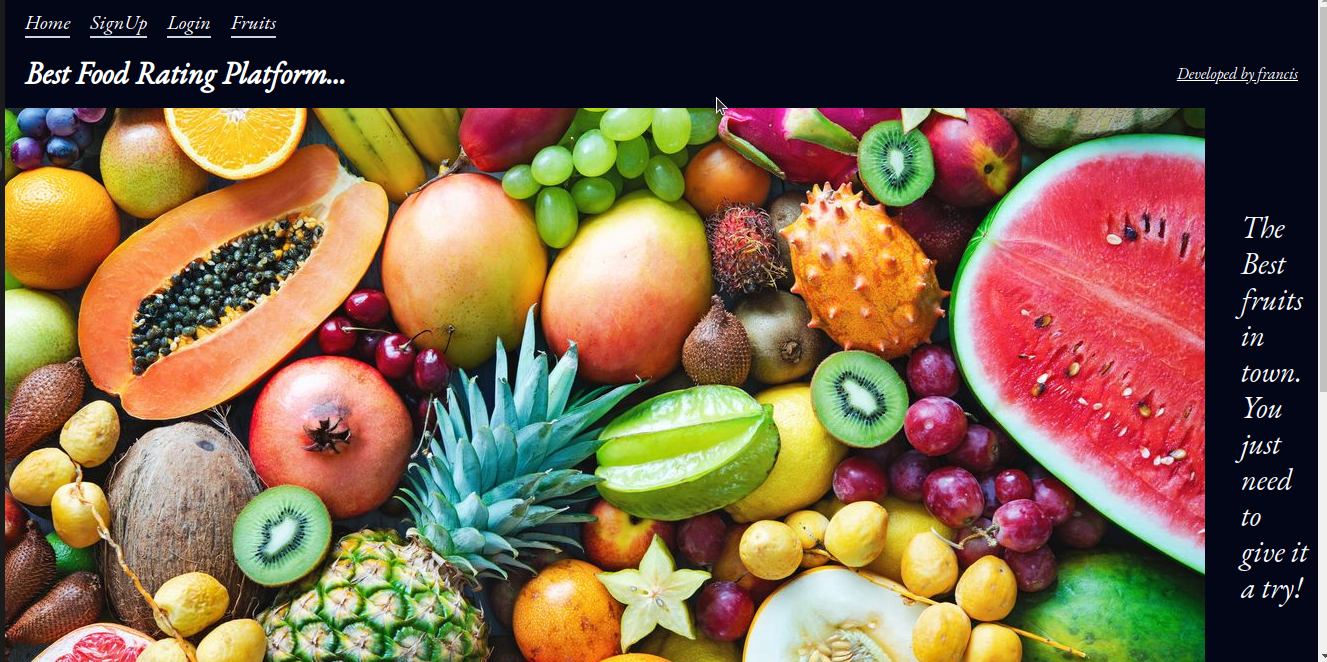 Home SignUp Login Fruits
Best Food Rating Platform...
Developed by francis
The
Best
fruits
in
town.
You
just
need
to
give it
a try!